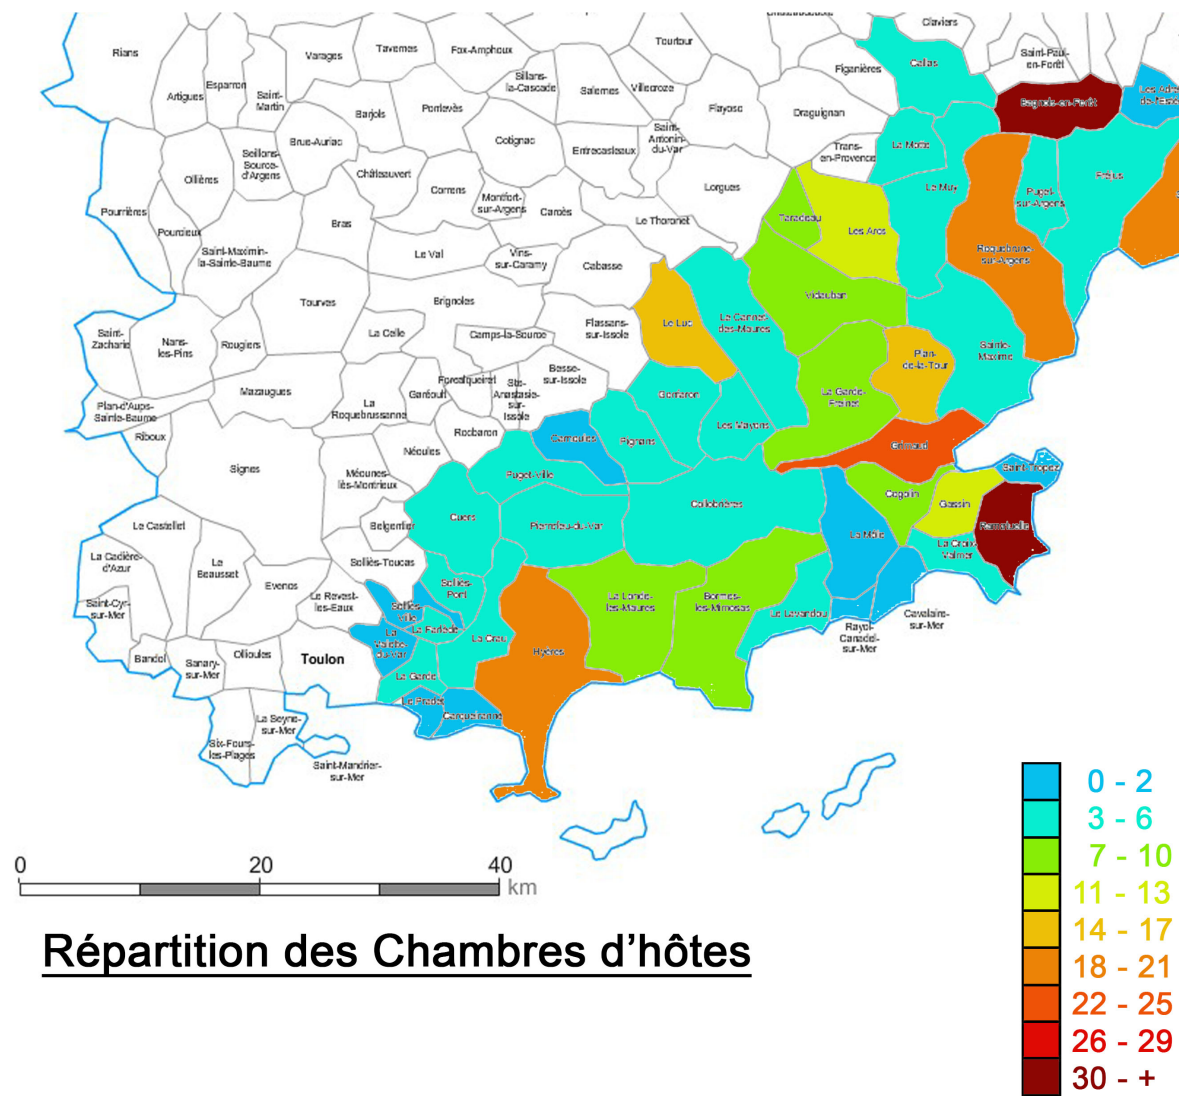 Claviers
Rians
Varages
Tavernes
Fox-Amphoux
Tourtour
Saint-Paul-
en-Forêt
Figanières
Callas
Artigues
Esparron
Saint-
Martin
Sillans-
la-Cascade
Salernes
Villecroze
Bagnols-en-Forêt
Barjols
Pontevès
Flayosc
Draguignan
Brue-Auriac
Cotignac
Saint-
Antonin-
du-Var
Entrecasteaux
Trans-
en-Provence
La Motte
Seillons-
Source-
d'Argens
Ollières
Châteauvert
Correns
Montfort-
sur-Argens
Carcès
Lorgues
Le Muy
Puget-
sur-Argens
Fréjus
Pourrières
Pourcieux
Bras
Le Thoronet
Taradeau
Les Arcs
Saint-Maximin-
la-Sainte-Baume
Le Val
Vins-
sur-Caramy
Cabasse
Roquebrune-
sur-Argens
Tourves
Brignoles
Vidauban
Saint-
Zacharie
Nans-
les-Pins
Rougiers
La Celle
Camps-la-Source
Flassans-
sur-Issole
Le Luc
Le Cannet-
des-Maures
Sainte-
Maxime
Plan-
de-la-Tour
Mazaugues
La
Roquebrussanne
Garéoult
Forcalqueiret
Ste-
Anastasie-
sur-
Issole
Besse-
sur-Issole
Gonfaron
La Garde-
Freinet
Plan-d'Aups-
Sainte-Baume
Riboux
Rocbaron
Carnoules
Pignans
Les Mayons
Grimaud
Signes
Néoules
Méounes-
lès-Montrieux
Puget-Ville
Saint-Tropez
Collobrières
Cogolin
Gassin
Ramatuelle
Le Castellet
Belgentier
Cuers
Pierrefeu-du-Var
La Môle
La Croix-
Valmer
La Cadière-
d'Azur
Le
Beausset
Evenos
Solliès-Toucas
Solliès-
Pont
Saint-Cyr-
sur-Mer
Le Revest-
les-Eaux
Solliès-
Ville
La Farlède
La Londe-
les-Maures
Bormes-
les-Mimosas
Le Lavandou
Cavalaire-
sur-Mer
Rayol-
Canadel-
sur-Mer
La
Valette-
du-Var
La Crau
Hyères
Bandol
Sanary-
sur-Mer
Ollioules
Toulon
La Garde
Le Pradet
Carqueiranne
La Seyne-
sur-Mer
Six-Fours-
les-Plages
Saint-Mandrier-
sur-Mer
0 - 2
3 - 6
7 - 10
11 - 13
14 - 17
18 - 21
22 - 25
26 - 29
30 - +
0 20 40
km
Répartition des Chambres d'hôtes